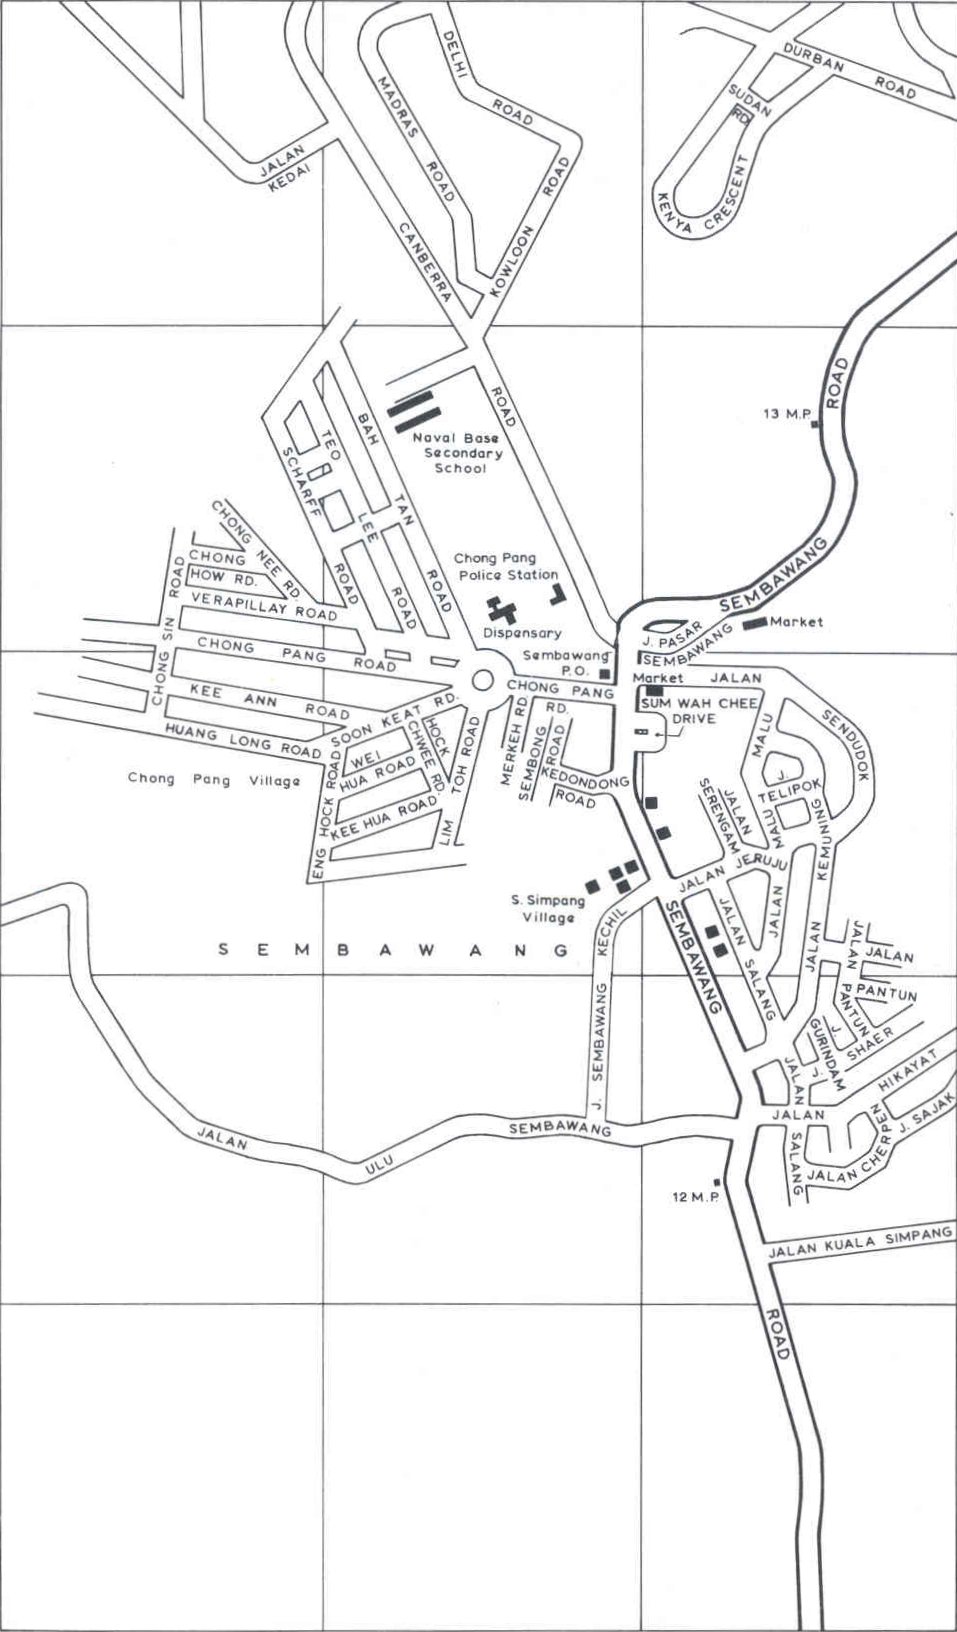 DELHI
ROAD
DURBAN
ROAD
SUDAN
RD
MADRAS
ROAD
JALAN
KEDAI
KENYA CRESCENT
KOWLOON ROAD
CANBERRA
ROAD
ROAD
13 M.P.
Naval Base
Secondary
School
BAH
TAN
ROAD
TEO
LEE
ROAD
SCHARFF
ROAD
CHONG NEE RD.
CHONG
HOW RD.
VERAPILLAY ROAD
CHONG SIN ROAD
CHONG PANG ROAD
Chong Pang
Police Station
Dispensary
SEMBAWANG
J. PASAR
SEMBAWANG
Market
Sembawang
P.O.
Market
JALAN
SENDUDOK
CHONG PANG
RD.
SUM WAH CHEE
DRIVE
KEE ANN ROAD
HUANG LONG ROAD
SOON KEAT RD.
HOCK
CHWEE RD.
WEI
HUA ROAD
KEE HUA ROAD
ENG HOCK ROAD
LIM TOH ROAD
MERKEH RD
SEMBONG
ROAD
KEDONDONG
ROAD
MALU
J.
TELIPOK
MALU
KEMUNING
JALAN
SERENGAM
JALAN JERUJU
JALAN
JALAN
Chong Pang Village
S. Simpang
Village
SEMBAWANG
J. SEMBAWANG KECHIL
SEMBAWANG
JALAN SALANG
JALAN
PANTUN
JALAN
PANTUN
J.
GURINDAM
J. SHAER
JALAN
SALANG
JALAN
HIKAYAT
J. SAJAK
JALAN CHERPEN
JALAN
ULU
SEMBAWANG
12 M.P.
JALAN KUALA SIMPANG
ROAD